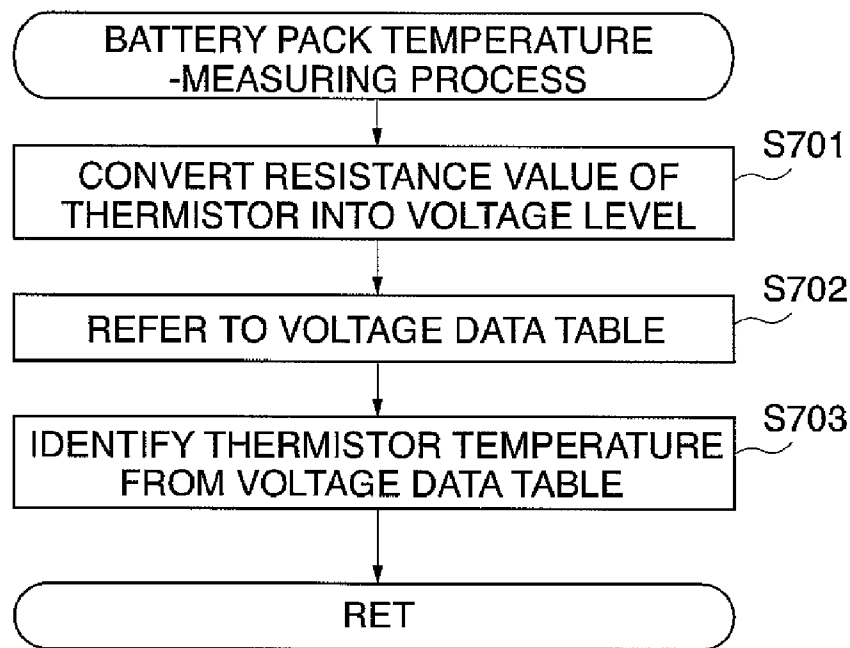 BATTERY PACK TEMPERATURE
-MEASURING PROCESS
S701
CONVERT RESISTANCE VALUE OF
THERMISTOR INTO VOLTAGE LEVEL
S702
REFER TO VOLTAGE DATA TABLE
S703
IDENTIFY THERMISTOR TEMPERATURE
FROM VOLTAGE DATA TABLE
RET